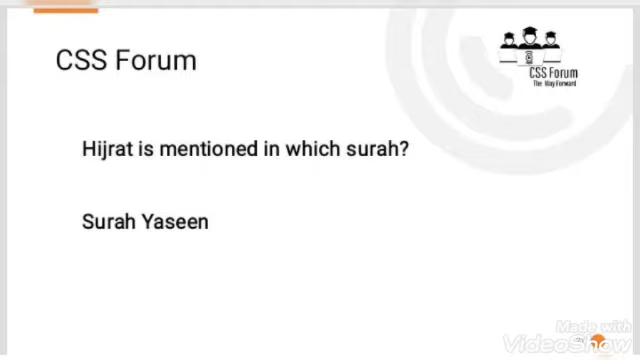 CSS Forum
CSS Forum
The Way Forward
Hijrat is mentioned in which surah?
Surah Yaseen
Made with
VideoShow